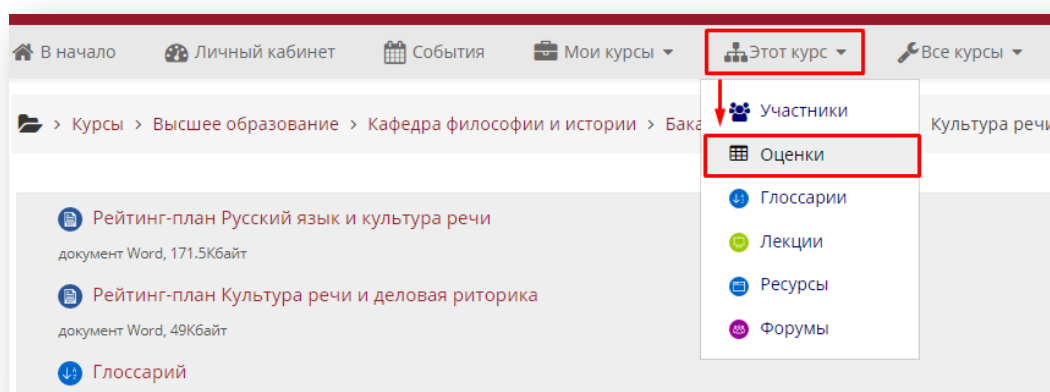 В начало Личный кабинет События Мои курсы Этот курс Все курсы
Участники
> Курсы > Высшее образование > Кафедра философии и истории > Культура речи
Оценки
Глоссарии
Рейтинг-план Русский язык и культура речи
документ Word, 171.5Кбайт
Лекции
Ресурсы
Рейтинг-план Культура речи и деловая риторика
документ Word, 49Кбайт
Форумы
Глоссарий